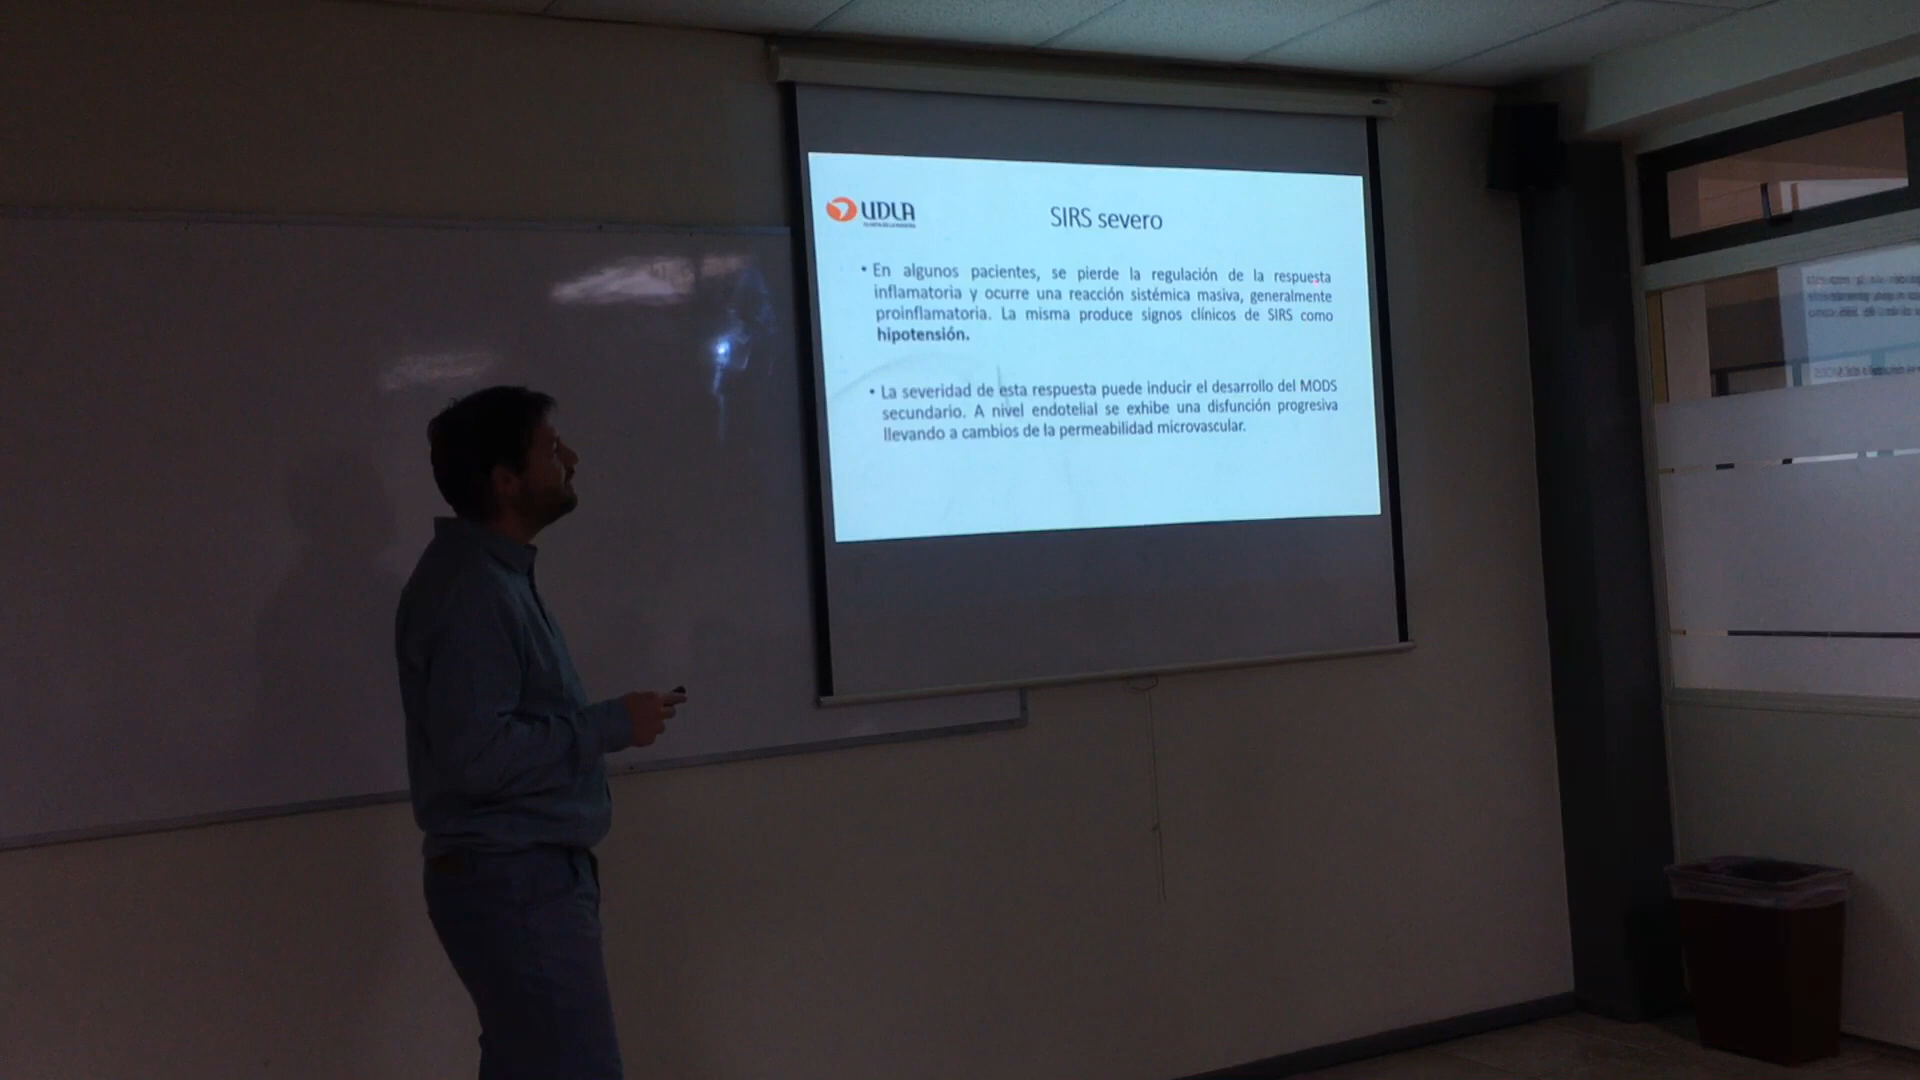 UDLA
SIRS severo
• En algunos pacientes, se pierde la regulación de la respuesta
inflamatoria y ocurre una reacción sistémica masiva, generalmente
proinflamatoria. La misma produce signos clínicos de SIRS como
hipotensión.
• La severidad de esta respuesta puede inducir el desarrollo del MODS
secundario. A nivel endotelial se exhibe una disfunción progresiva
llevando a cambios de la permeabilidad microvascular.